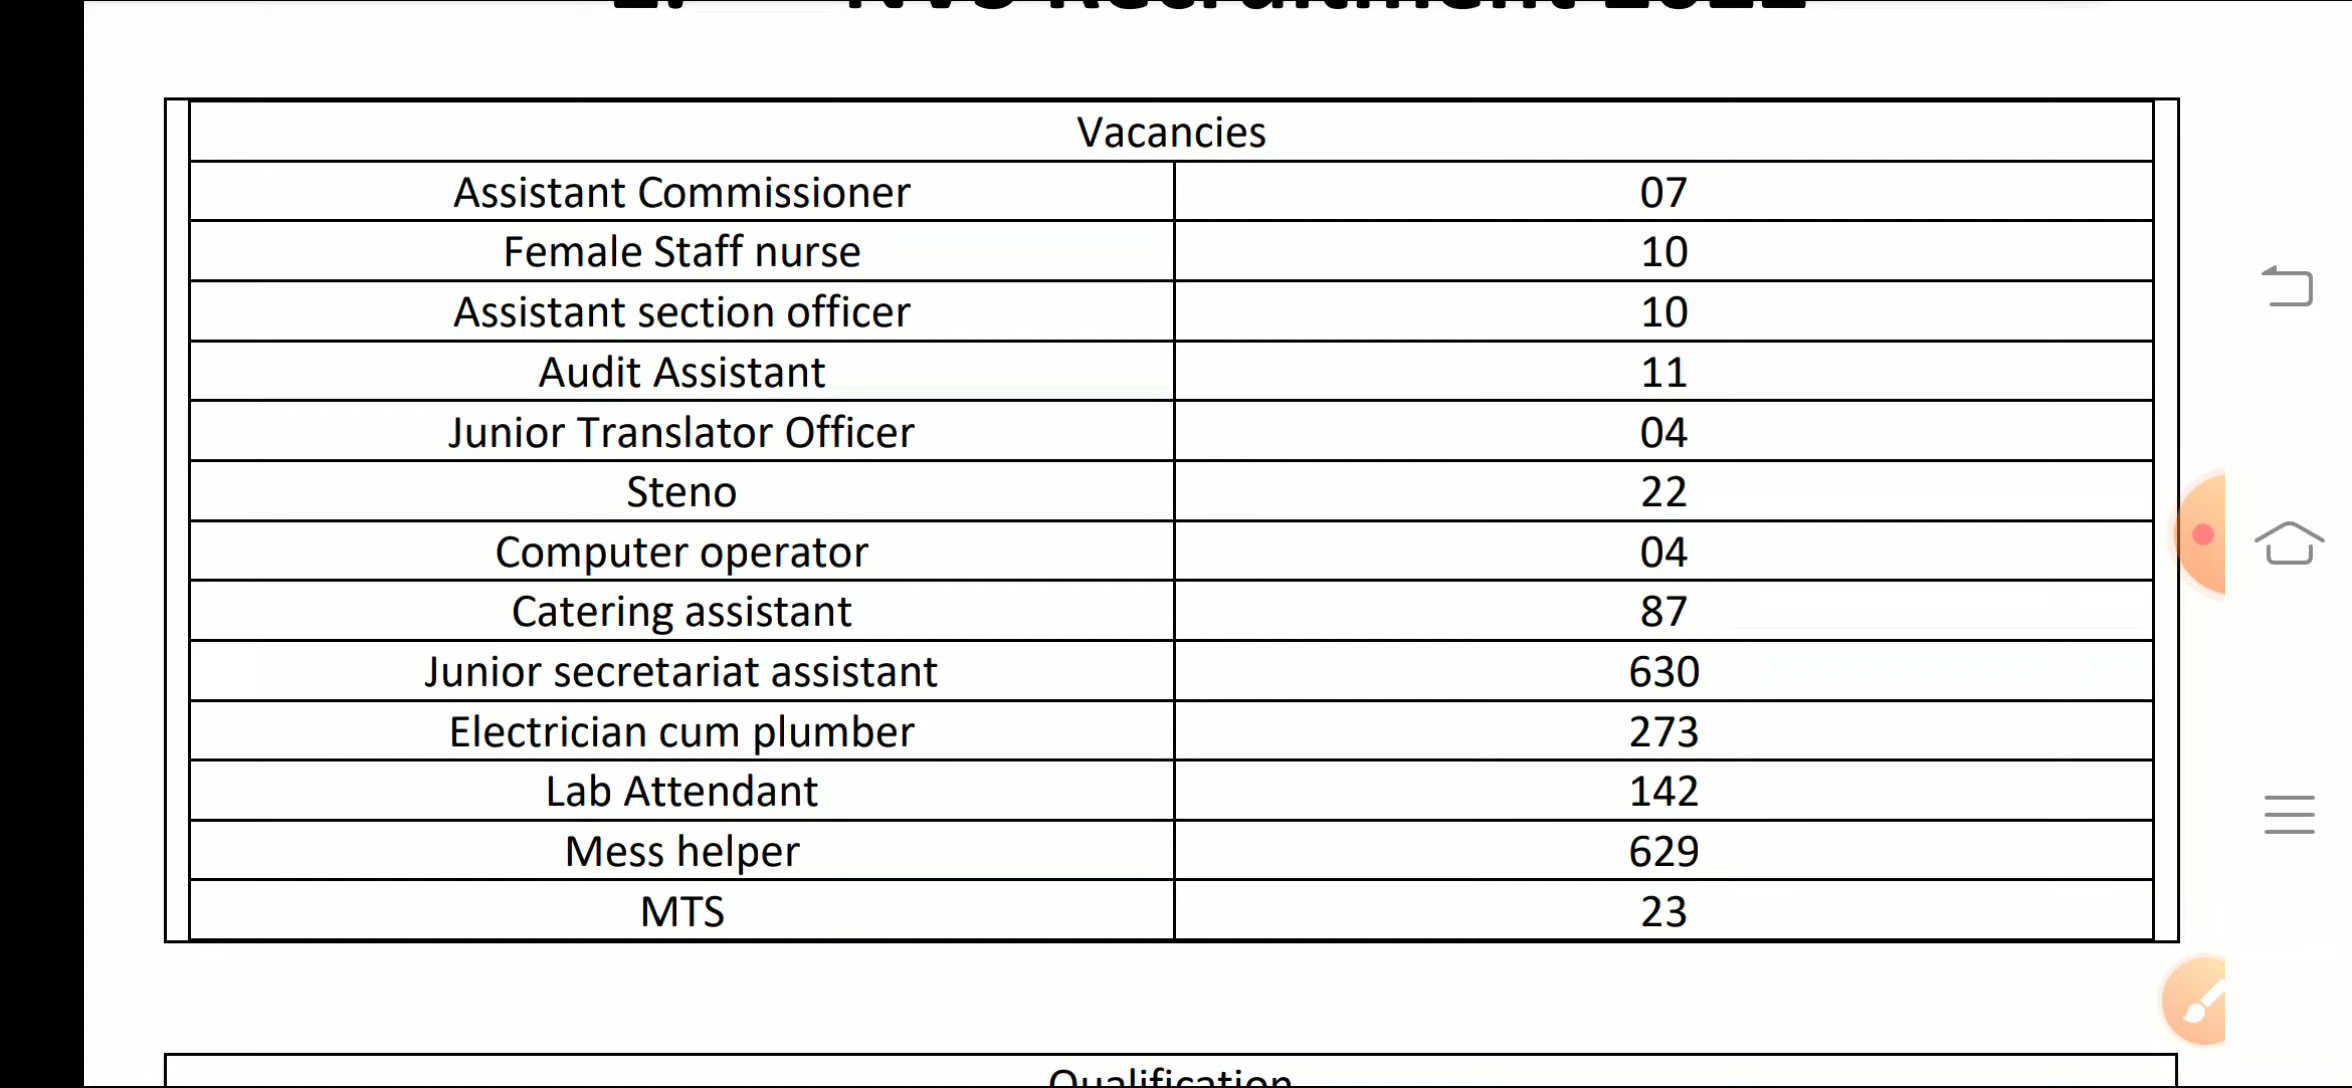 Vacancies
Assistant Commissioner 07
Female Staff nurse 10
Assistant section officer 10
Audit Assistant 11
Junior Translator Officer 04
Steno 22
Computer operator 04
Catering assistant 87
Junior secretariat assistant 630
Electrician cum plumber 273
Lab Attendant 142
Mess helper 629
MTS 23
Qualification